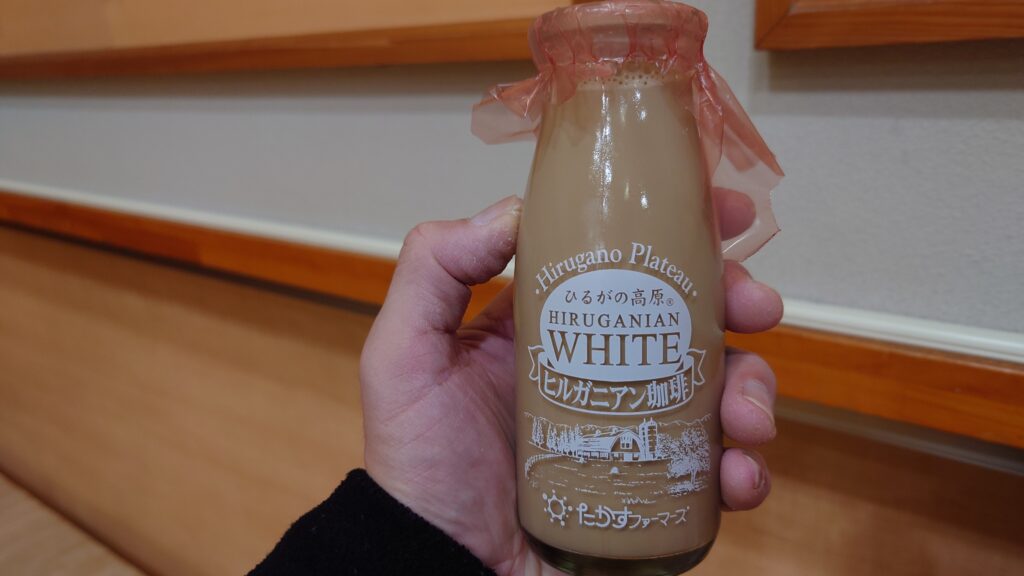 Hirugano Plateau
ひるがの高原®
HIRUGANIAN
WHITE
ヒルガニアン珈琲
たかすファーマーズ